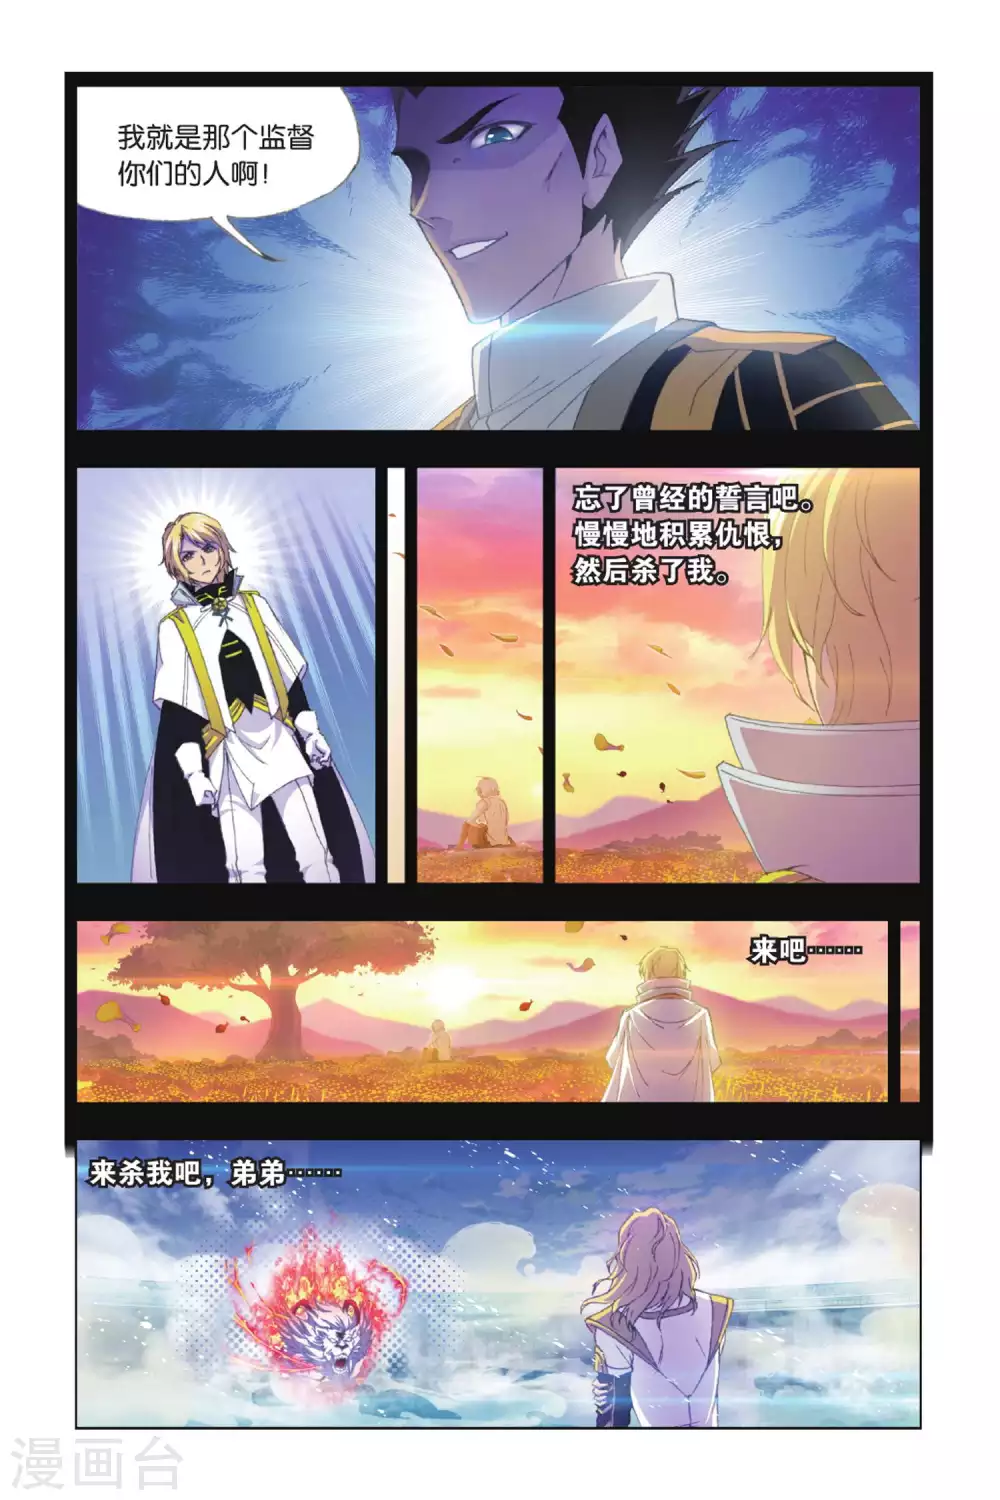 我就是那个监督
你们的人啊！
忘了曾经的誓言吧。
慢慢地积累仇恨，
然后杀了我。
来吧……
来杀我吧，弟弟……
漫画台